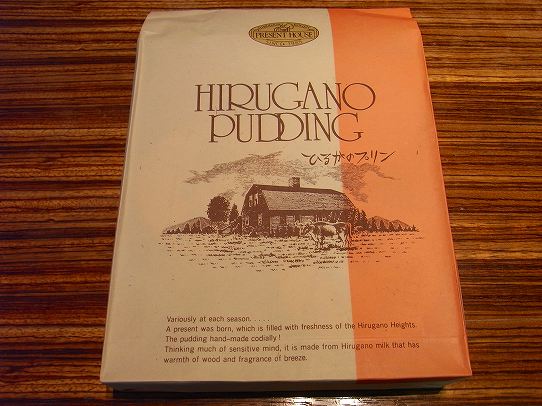 PRESENT HOUSE
HIRUGANO
PUDDING
ひるがのプリン
Variously at each season. . . . .
A present was born, which is filled with freshness of the Hirugano Heights.
The pudding hand-made codially!
Thinking much of sensitive mind, it is made from Hirugano milk that has
warmth of wood and fragrance of breeze.